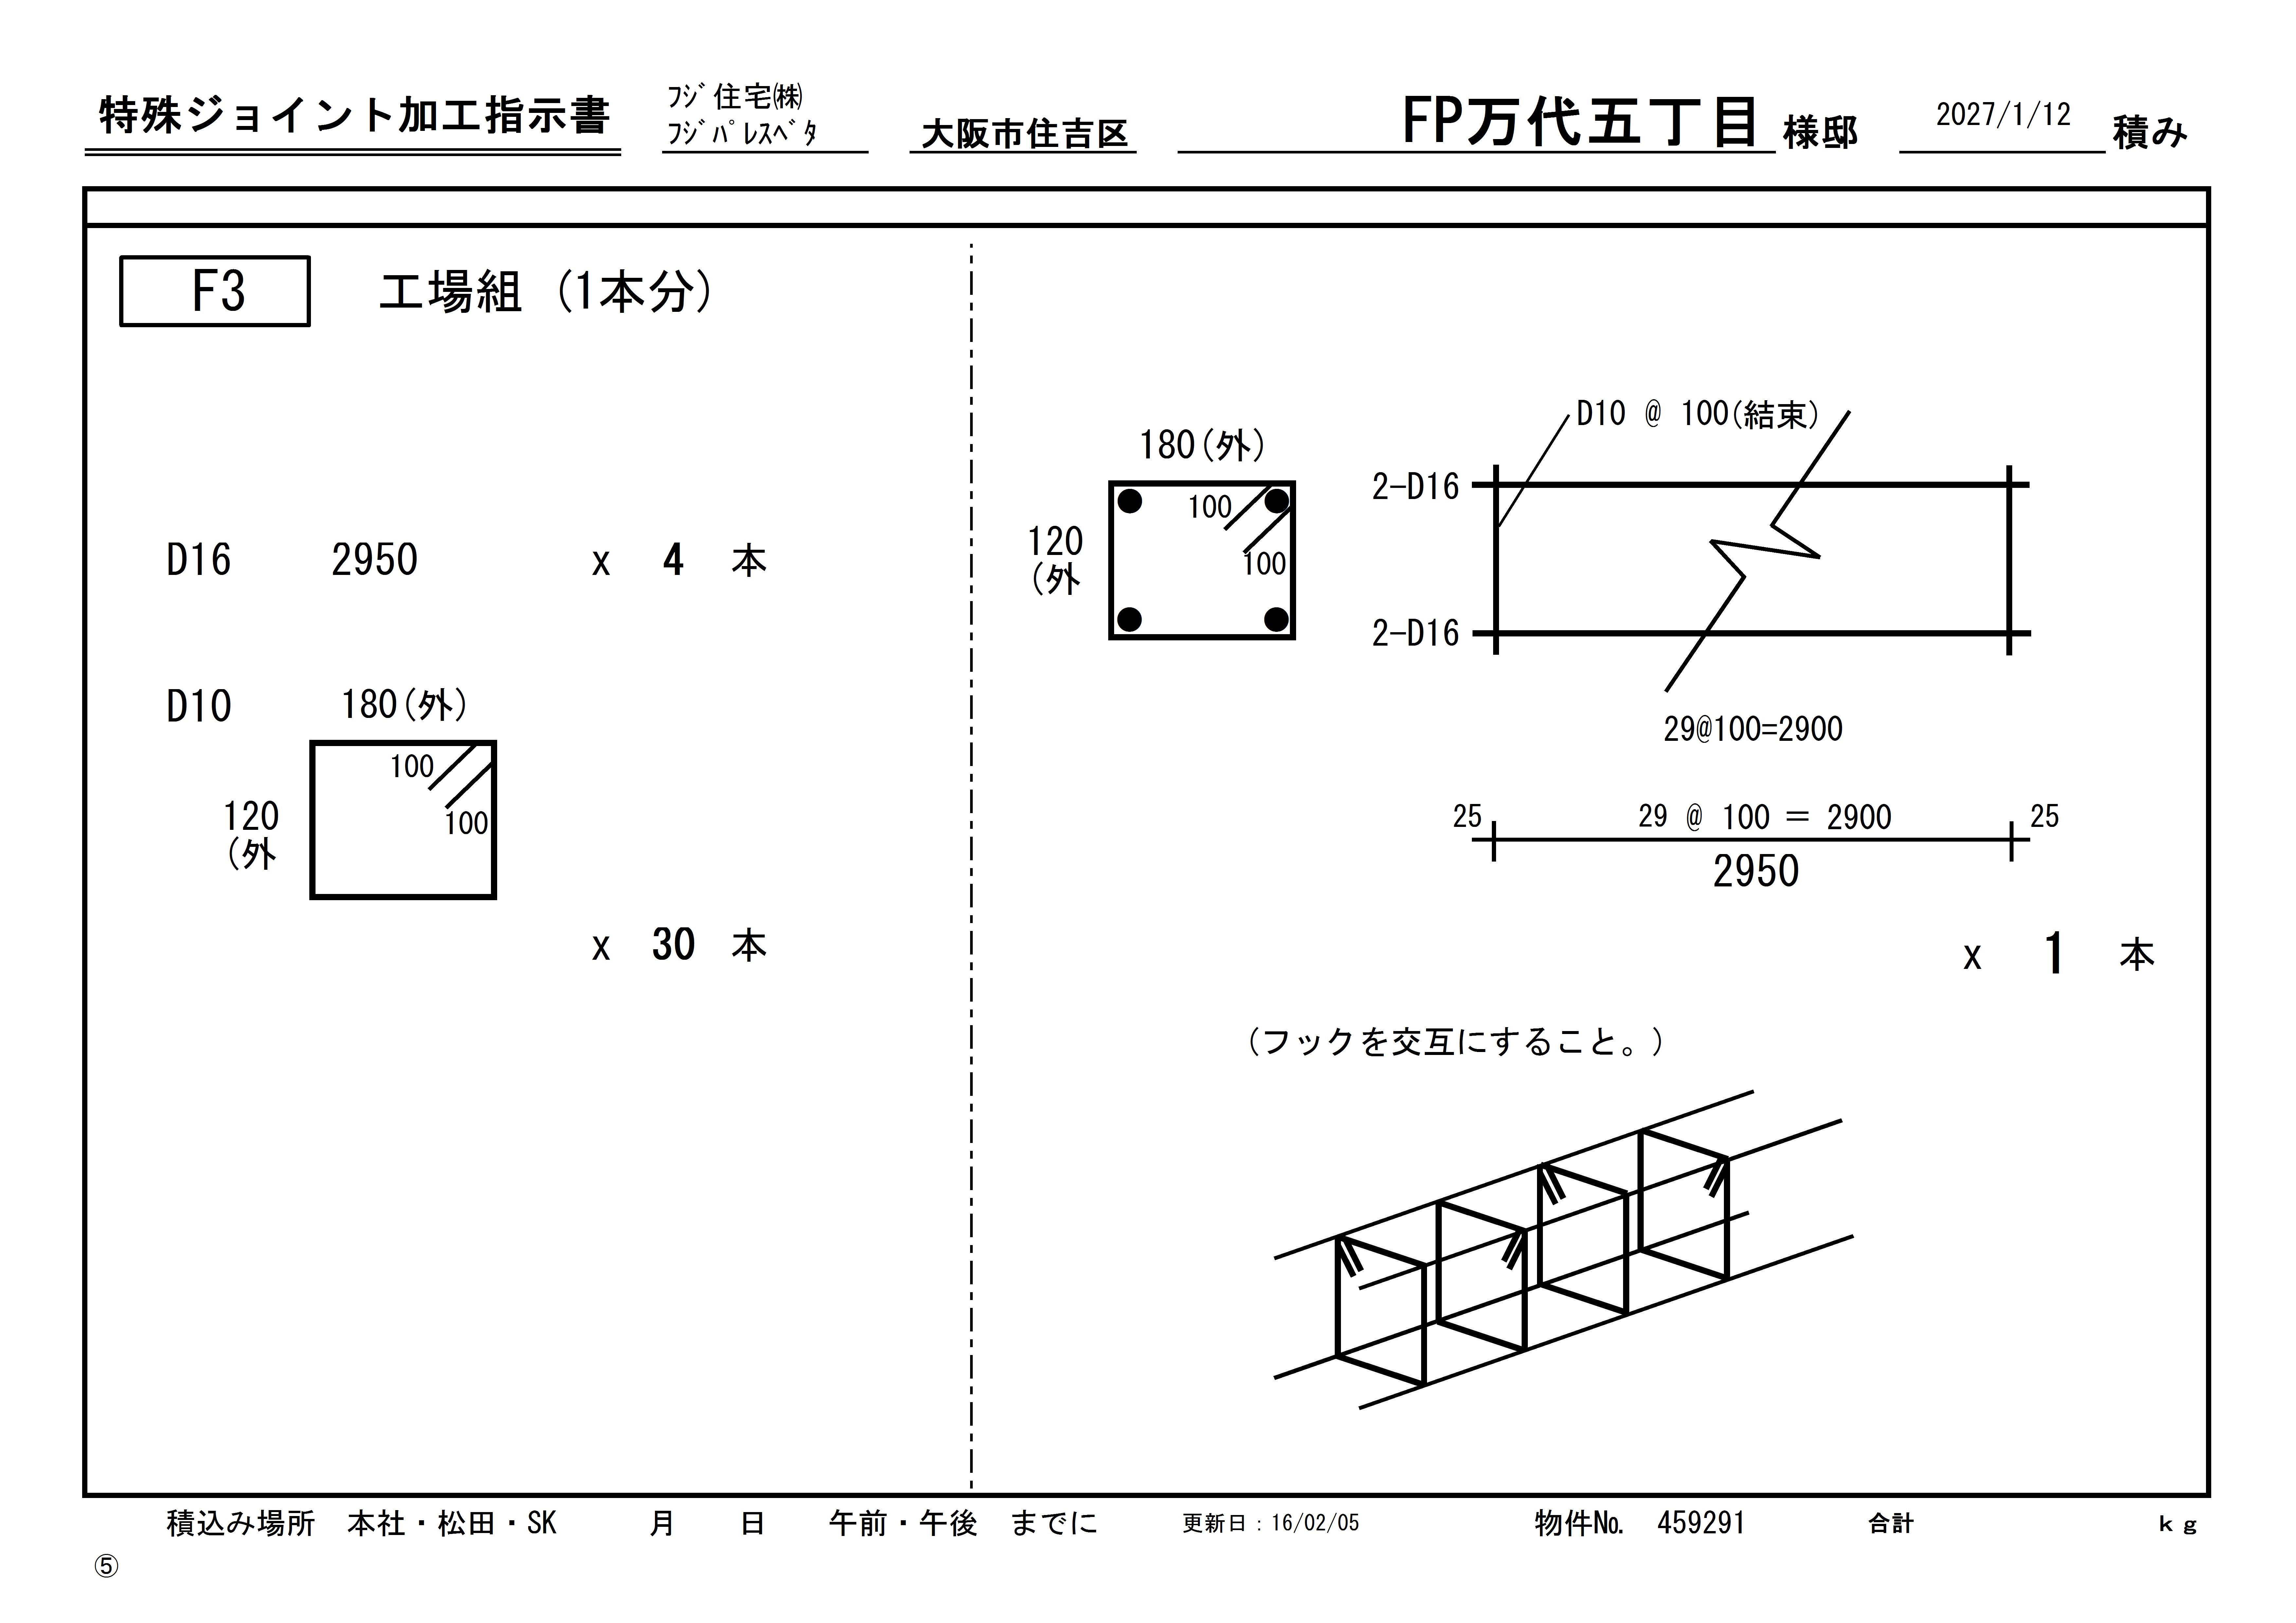 特殊ジョイント加工指示書
ﾌｼﾞ住宅㈱
ﾌｼﾞﾊﾟﾚｽﾍﾞﾀ
大阪市住吉区
FP万代五丁目 様邸
2027/1/12 積み
F3 工場組 (1本分)
D16 2950 x 4 本
D10
180(外)
100
100
120
(外
x 30 本
180(外)
100
100
120
(外
D10 @ 100(結束)
2-D16
2-D16
29@100=2900
25 29 @ 100 = 2900 25
2950
x 1 本
(フックを交互にすること。)
積込み場所 本社・松田・SK 月 日 午前・午後 までに 更新日：16/02/05 物件No. 459291 合計 ｋｇ
⑤